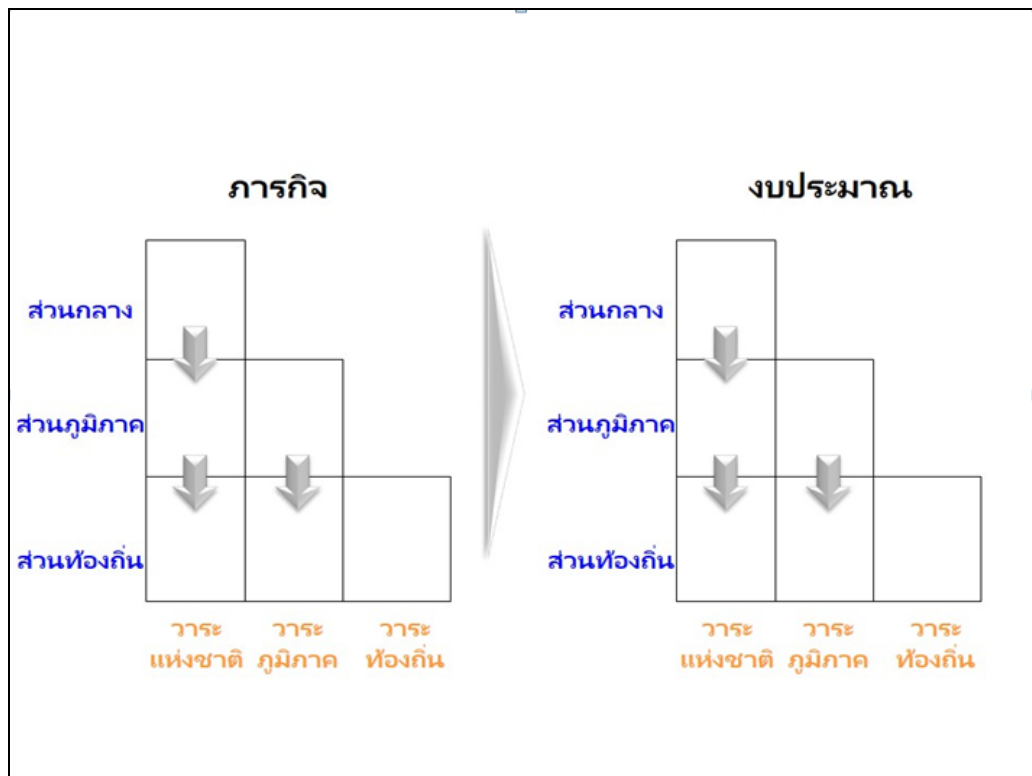 ภารกิจ
ส่วนกลาง
ส่วนภูมิภาค
ส่วนท้องถิ่น
วาระ
แห่งชาติ
วาระ
ภูมิภาค
วาระ
ท้องถิ่น
งบประมาณ
ส่วนกลาง
ส่วนภูมิภาค
ส่วนท้องถิ่น
วาระ
แห่งชาติ
วาระ
ภูมิภาค
วาระ
ท้องถิ่น